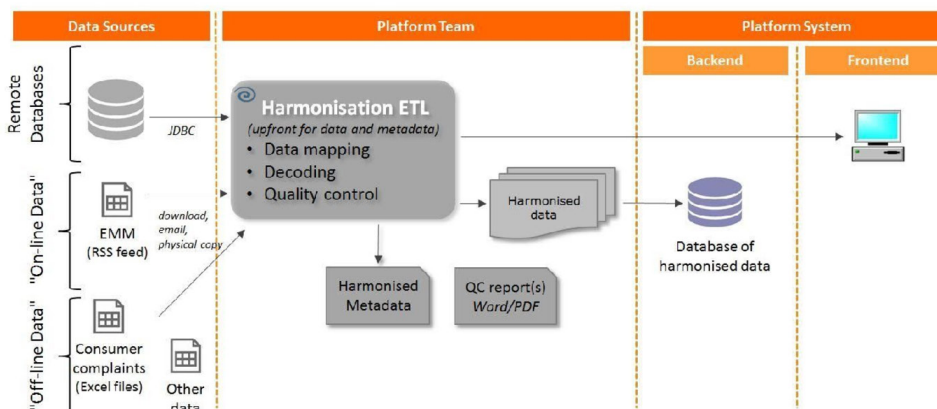 Data Sources
Platform Team
Platform System
Backend
Frontend
Remote
Databases
JDBC
Harmonisation ETL
(upfront for data and metadata)
• Data mapping
• Decoding
• Quality control
"On-line Data"
EMM
(RSS feed)
download,
email,
physical copy
Harmonised
data
Database of
harmonised data
Harmonised
Metadata
QC report(s)
Word/PDF
"Off-line Data"
Consumer
complaints
(Excel files)
Other
data